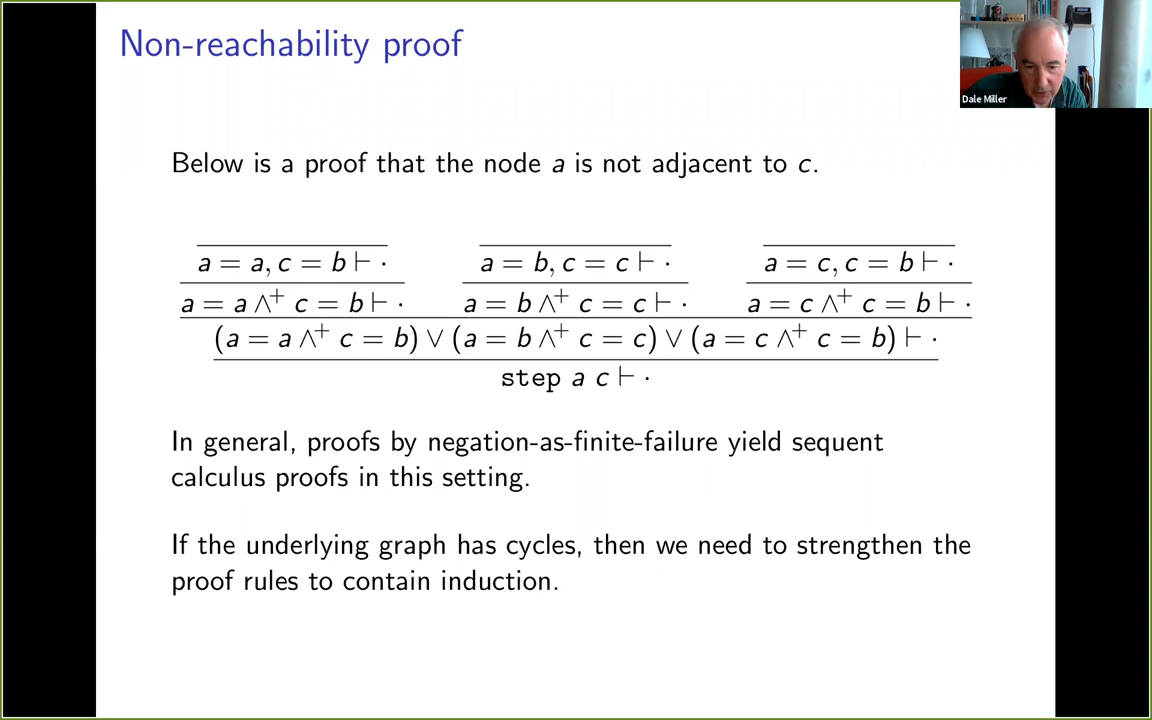 Non-reachability proof
Dale Miller
Below is a proof that the node a is not adjacent to c.
a = a, c = b ⊢ · a = b, c = c ⊢ · a = c, c = b ⊢ ·
a = a ∧⁺ c = b ⊢ · a = b ∧⁺ c = c ⊢ · a = c ∧⁺ c = b ⊢ ·
(a = a ∧⁺ c = b) ∨ (a = b ∧⁺ c = c) ∨ (a = c ∧⁺ c = b) ⊢ ·
step a c ⊢ ·
In general, proofs by negation-as-finite-failure yield sequent
calculus proofs in this setting.
If the underlying graph has cycles, then we need to strengthen the
proof rules to contain induction.